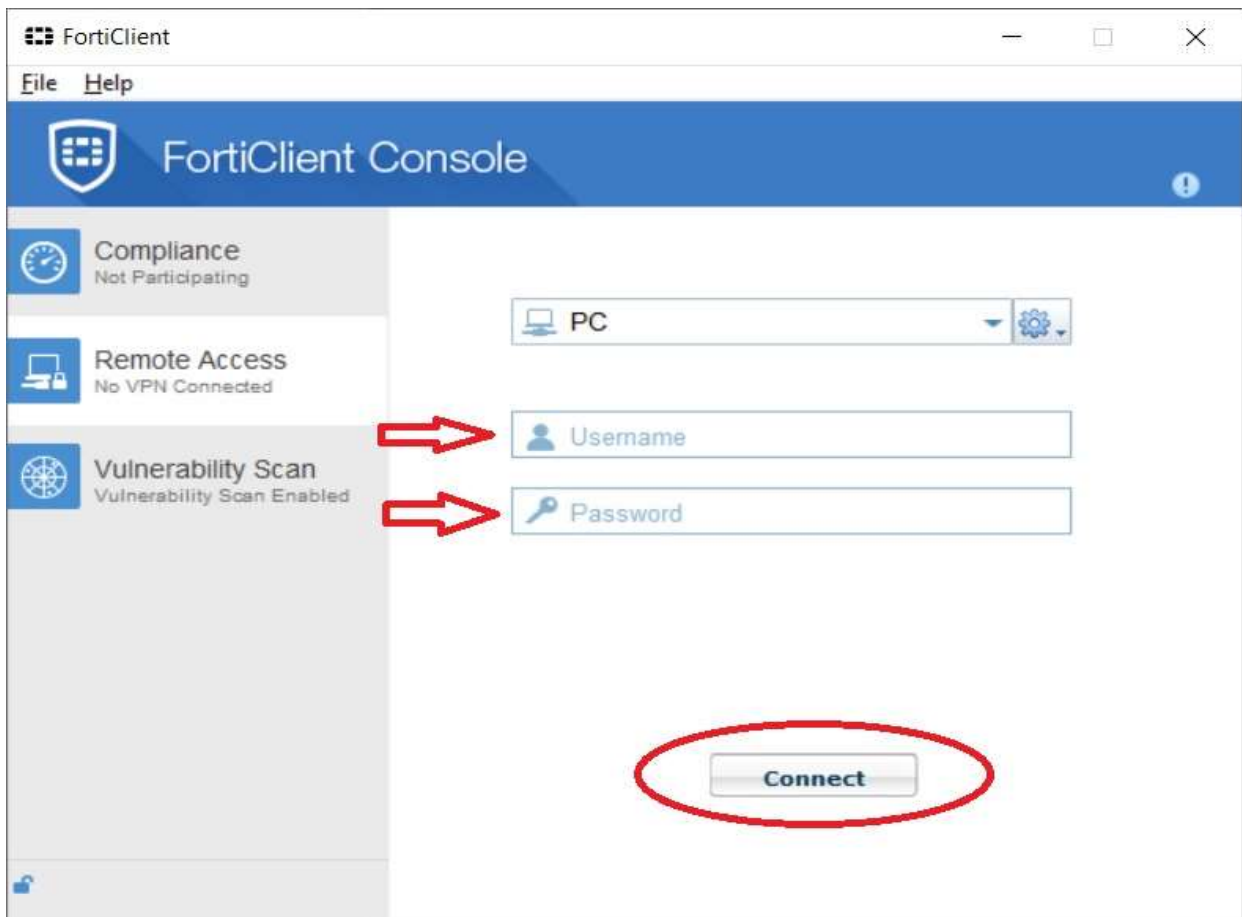 FortiClient
File Help
FortiClient Console
Compliance
Not Participating
Remote Access
No VPN Connected
Vulnerability Scan
Vulnerability Scan Enabled
PC
Username
Password
Connect